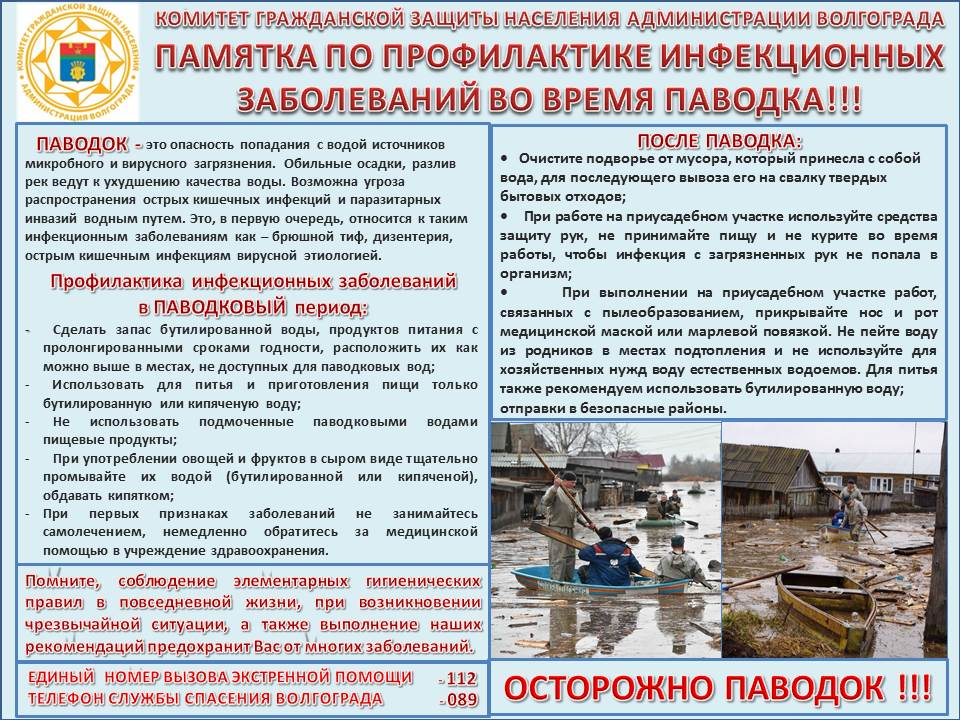 КОМИТЕТ ГРАЖДАНСКОЙ ЗАЩИТЫ НАСЕЛЕНИЯ
АДМИНИСТРАЦИЯ ВОЛГОГРАДА
КОМИТЕТ ГРАЖДАНСКОЙ ЗАЩИТЫ НАСЕЛЕНИЯ АДМИНИСТРАЦИИ ВОЛГОГРАДА
ПАМЯТКА ПО ПРОФИЛАКТИКЕ ИНФЕКЦИОННЫХ
ЗАБОЛЕВАНИЙ ВО ВРЕМЯ ПАВОДКА!!!
ПАВОДОК - это опасность попадания с водой источников
микробного и вирусного загрязнения. Обильные осадки, разлив
рек ведут к ухудшению качества воды. Возможна угроза
распространения острых кишечных инфекций и паразитарных
инвазий водным путем. Это, в первую очередь, относится к таким
инфекционным заболеваниям как – брюшной тиф, дизентерия,
острым кишечным инфекциям вирусной этиологией.
Профилактика инфекционных заболеваний
в ПАВОДКОВЫЙ период:
- Сделать запас бутилированной воды, продуктов питания с
пролонгированными сроками годности, расположить их как
можно выше в местах, не доступных для паводковых вод;
- Использовать для питья и приготовления пищи только
бутилированную или кипяченую воду;
- Не использовать подмоченные паводковыми водами
пищевые продукты;
- При употреблении овощей и фруктов в сыром виде тщательно
промывайте их водой (бутилированной или кипяченой),
обдавать кипятком;
- При первых признаках заболеваний не занимайтесь
самолечением, немедленно обратитесь за медицинской
помощью в учреждение здравоохранения.
Помните, соблюдение элементарных гигиенических
правил в повседневной жизни, при возникновении
чрезвычайной ситуации, а также выполнение наших
рекомендаций предохранит Вас от многих заболеваний.
ЕДИНЫЙ НОМЕР ВЫЗОВА ЭКСТРЕННОЙ ПОМОЩИ - 112
ТЕЛЕФОН СЛУЖБЫ СПАСЕНИЯ ВОЛГОГРАДА - 089
ПОСЛЕ ПАВОДКА:
• Очистите подворье от мусора, который принесла с собой
вода, для последующего вывоза его на свалку твердых
бытовых отходов;
• При работе на приусадебном участке используйте средства
защиту рук, не принимайте пищу и не курите во время
работы, чтобы инфекция с загрязненных рук не попала в
организм;
• При выполнении на приусадебном участке работ,
связанных с пылеобразованием, прикрывайте нос и рот
медицинской маской или марлевой повязкой. Не пейте воду
из родников в местах подтопления и не используйте для
хозяйственных нужд воду естественных водоемов. Для питья
также рекомендуем использовать бутилированную воду;
отправки в безопасные районы.
ОСТОРОЖНО ПАВОДОК !!!